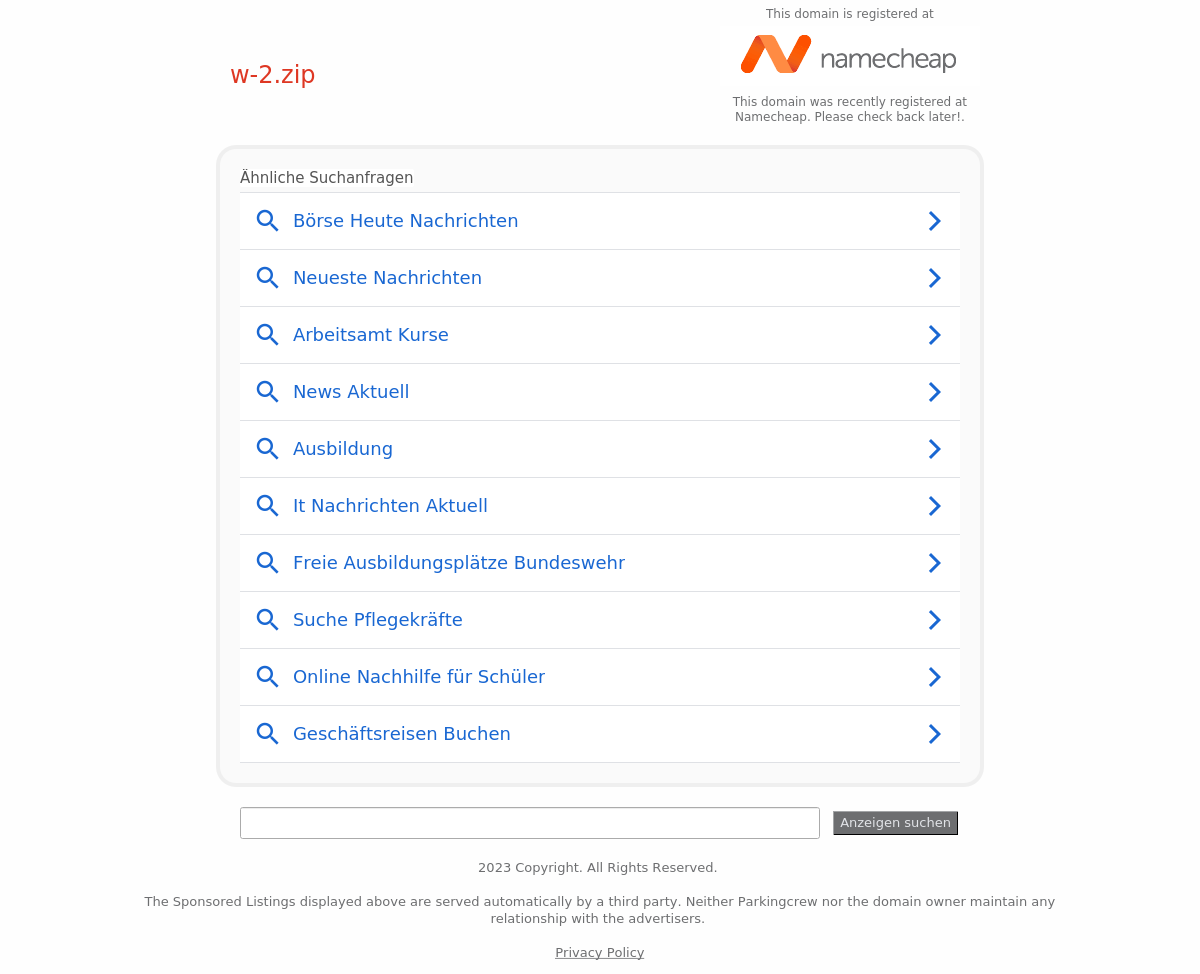 This domain is registered at
namecheap
w-2.zip
This domain was recently registered at
Namecheap. Please check back later!.
Ähnliche Suchanfragen
Börse Heute Nachrichten
Neueste Nachrichten
Arbeitsamt Kurse
News Aktuell
Ausbildung
It Nachrichten Aktuell
Freie Ausbildungsplätze Bundeswehr
Suche Pflegekräfte
Online Nachhilfe für Schüler
Geschäftsreisen Buchen
Anzeigen suchen
2023 Copyright. All Rights Reserved.
The Sponsored Listings displayed above are served automatically by a third party. Neither Parkingcrew nor the domain owner maintain any
relationship with the advertisers.
Privacy Policy